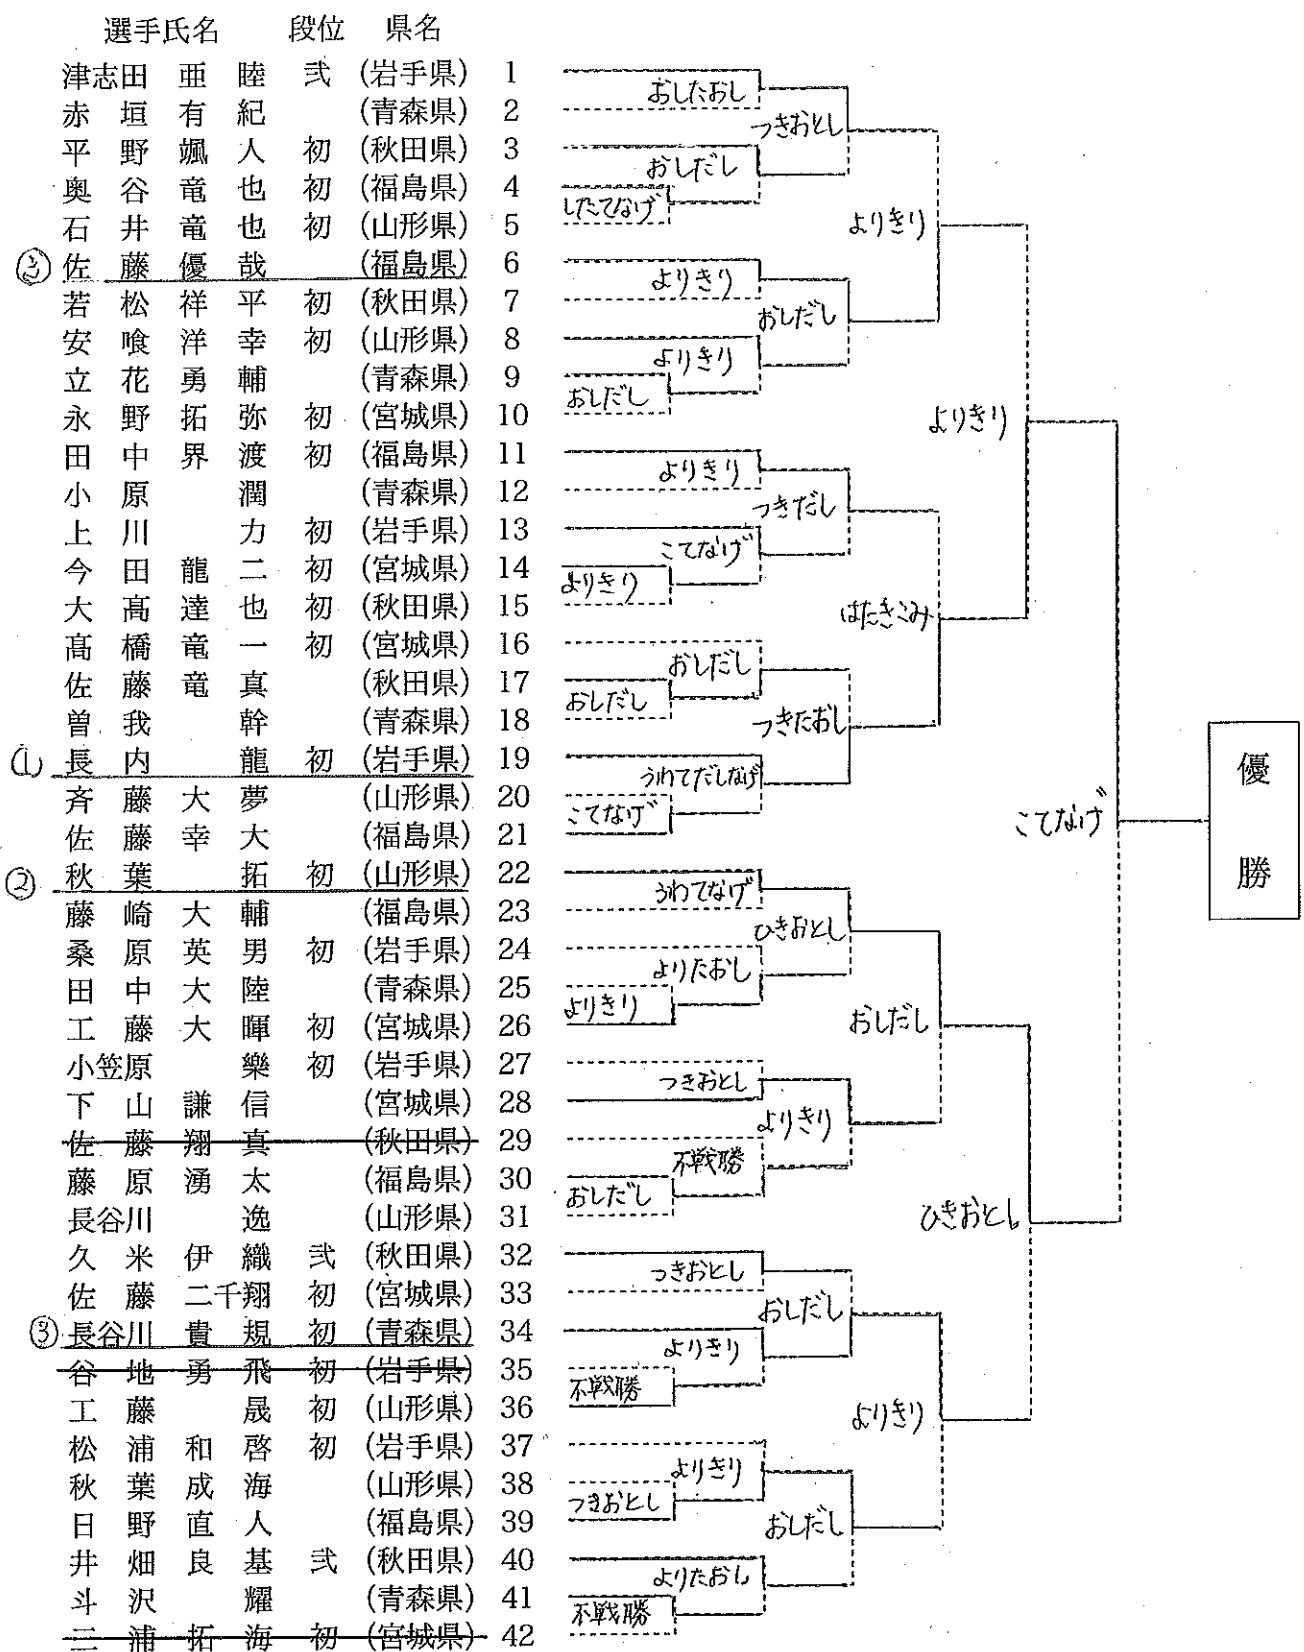 選手氏名 段位 県名
津志田 亜 睦 弐 (岩手県) 1
赤 垣 有 紀 (青森県) 2
平 野 颯 人 初 (秋田県) 3
奥 谷 竜 也 初 (福島県) 4
石 井 竜 也 初 (山形県) 5
③ 佐 藤 優 哉 (福島県) 6
若 松 祥 平 初 (秋田県) 7
安 喰 洋 幸 初 (山形県) 8
立 花 勇 輔 (青森県) 9
永 野 拓 弥 初 (宮城県) 10
田 中 界 渡 初 (福島県) 11
小 原 潤 (青森県) 12
上 川 力 初 (岩手県) 13
今 田 龍 二 初 (宮城県) 14
大 高 達 也 初 (秋田県) 15
髙 橋 竜 一 初 (宮城県) 16
佐 藤 竜 真 (秋田県) 17
曽 我 幹 (青森県) 18
① 長 内 龍 初 (岩手県) 19
斉 藤 大 夢 (山形県) 20
佐 藤 幸 大 (福島県) 21
② 秋 葉 拓 初 (山形県) 22
藤 崎 大 輔 (福島県) 23
桑 原 英 男 初 (岩手県) 24
田 中 大 陸 (青森県) 25
工 藤 大 暉 初 (宮城県) 26
小笠原 樂 初 (岩手県) 27
下 山 謙 信 (宮城県) 28
佐 藤 翔 真 (秋田県) 29
藤 原 湧 太 (福島県) 30
長谷川 逸 (山形県) 31
久 米 伊 織 弐 (秋田県) 32
佐 藤 二千翔 初 (宮城県) 33
③ 長谷川 貴 規 初 (青森県) 34
谷 地 勇 飛 初 (岩手県) 35
工 藤 晟 初 (山形県) 36
松 浦 和 啓 初 (岩手県) 37
秋 葉 成 海 (山形県) 38
日 野 直 人 (福島県) 39
井 畑 良 基 弐 (秋田県) 40
斗 沢 耀 (青森県) 41
三 浦 拓 海 初 (宮城県) 42
したてなげ
おしだし
よりきり
おしだし
こてなげ
よりきり
おしだし
不戦勝
つきおとし
不戦勝
おしたおし
おしだし
よりきり
よりきり
よりきり
こてなげ
おしだし
うわてだしなげ
うわてなげ
よりたおし
つきおとし
不戦勝
つきおとし
よりきり
よりきり
よりたおし
つきおとし
おしだし
つきだし
つきたおし
ひきおとし
よりきり
おしだし
おしだし
よりきり
はたきこみ
おしだし
よりきり
よりきり
ひきおとし
こてなげ
優勝